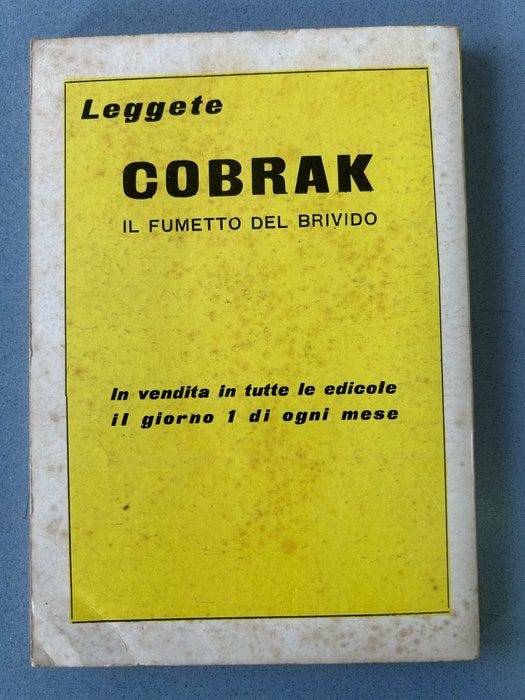 Leggete
COBRAK
IL FUMETTO DEL BRIVIDO
In vendita in tutte le edicole
il giorno 1 di ogni mese